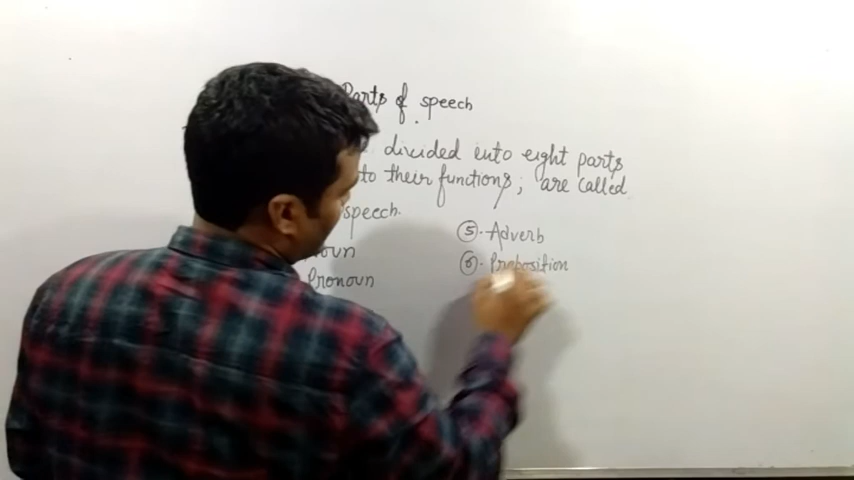 Parts of speech
divided into eight parts
to their functions; are called
speech.
noun
Pronoun
⑤. Adverb
⑥. Preposition